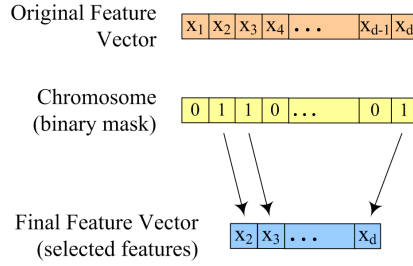 Original Feature
Vector
x1 x2 x3 x4 ... xd-1 xd
Chromosome
(binary mask)
0 1 1 0 ... 0 1
Final Feature Vector
(selected features)
x2 x3 ... xd